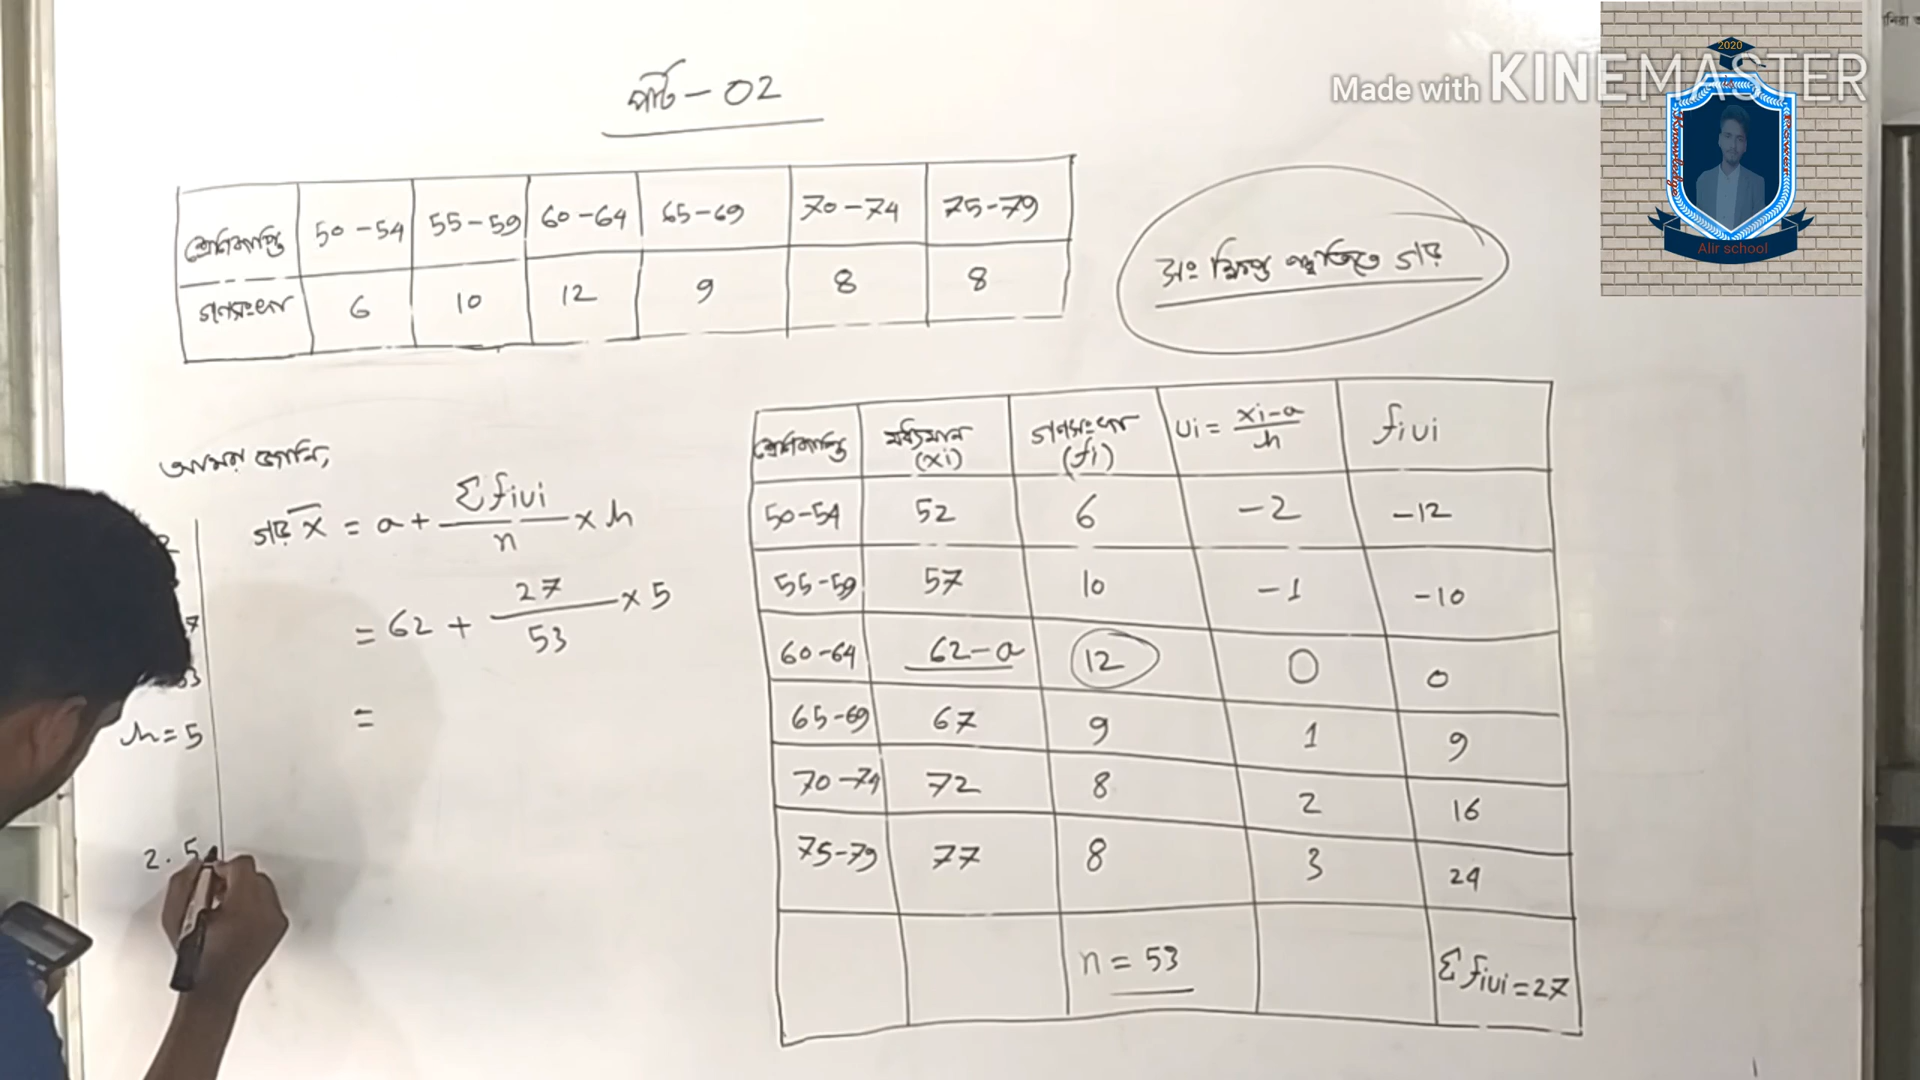 পার্ট - 02
শ্রেণিব্যাপ্তি 50-54 55-59 60-64 65-69 70-74 75-79
গণসংখ্যা 6 10 12 9 8 8
সংক্ষিপ্ত পদ্ধতিতে গড়
আমরা জানি,
গড় x̄ = a + Σfiui/n × h
= 62 + 27/53 × 5
=
h = 5
2.5
শ্রেণিব্যাপ্তি মধ্যমান (xi) গণসংখ্যা (fi) ui = xi-a/h fiui
50-54 52 6 -2 -12
55-59 57 10 -1 -10
60-64 62-a 12 0 0
65-69 67 9 1 9
70-74 72 8 2 16
75-79 77 8 3 24
n = 53 Σfiui=27
Made with KINEMASTER
2020
Knowledge
Power
Alir school